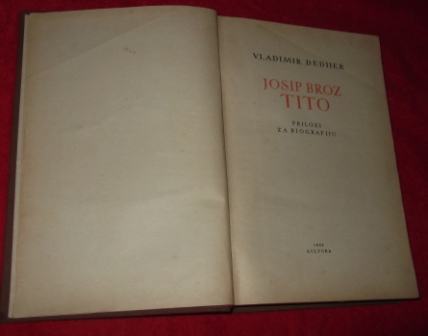 VLADIMIR DEDIJER
JOSIP BROZ
TITO
PRILOZI
ZA BIOGRAFIJU
KULTURA